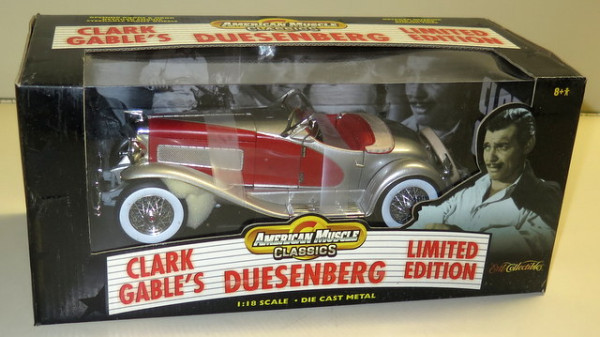 AMERICAN MUSCLE
CLASSICS
CLARK
GABLE'S
DUESENBERG
LIMITED
EDITION
8+
AMERICAN MUSCLE
CLASSICS
CLARK
GABLE'S
DUESENBERG
LIMITED
EDITION
Ertl Collectibles
1:18 SCALE • DIE CAST METAL